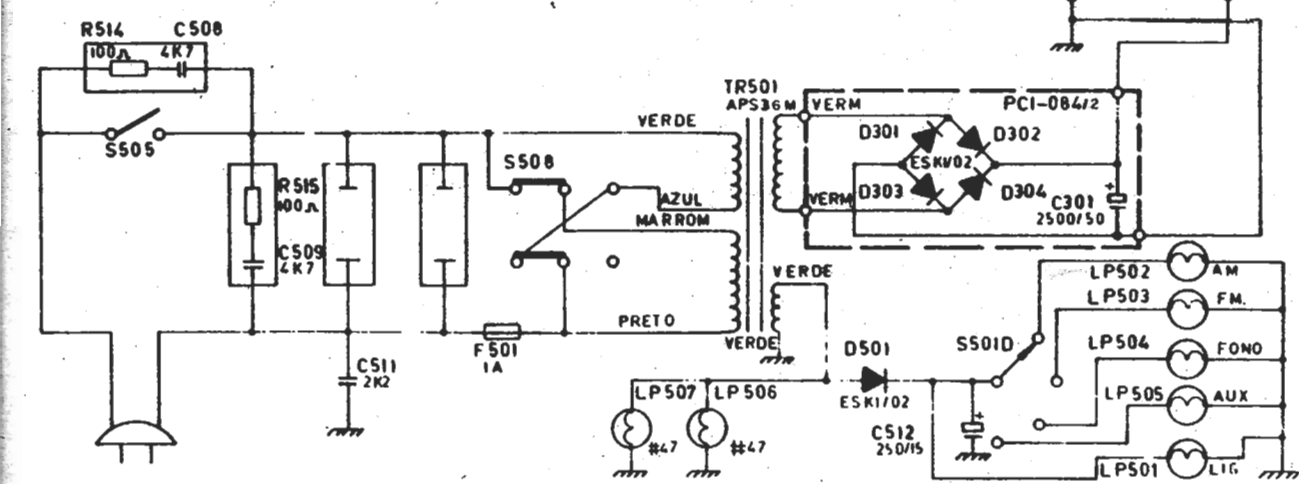 R514 C508
100Ω 4K7
S505
R515
100Ω
C509
4K7
C511
2K2
F501
1A
S508
VERDE
AZUL
MARROM
PRETO
TR501
APS36M
VERM
VERM
VERDE
VERDE
PCI-084/2
D301
D302
ESK1/02
D303
D304
+
C301
2500/50
LP507
LP506
#47
#47
D501
ESK1/02
+
C512
250/15
S501D
LP502 AM
LP503 FM.
LP504 FONO
LP505 AUX
LP501 LIG